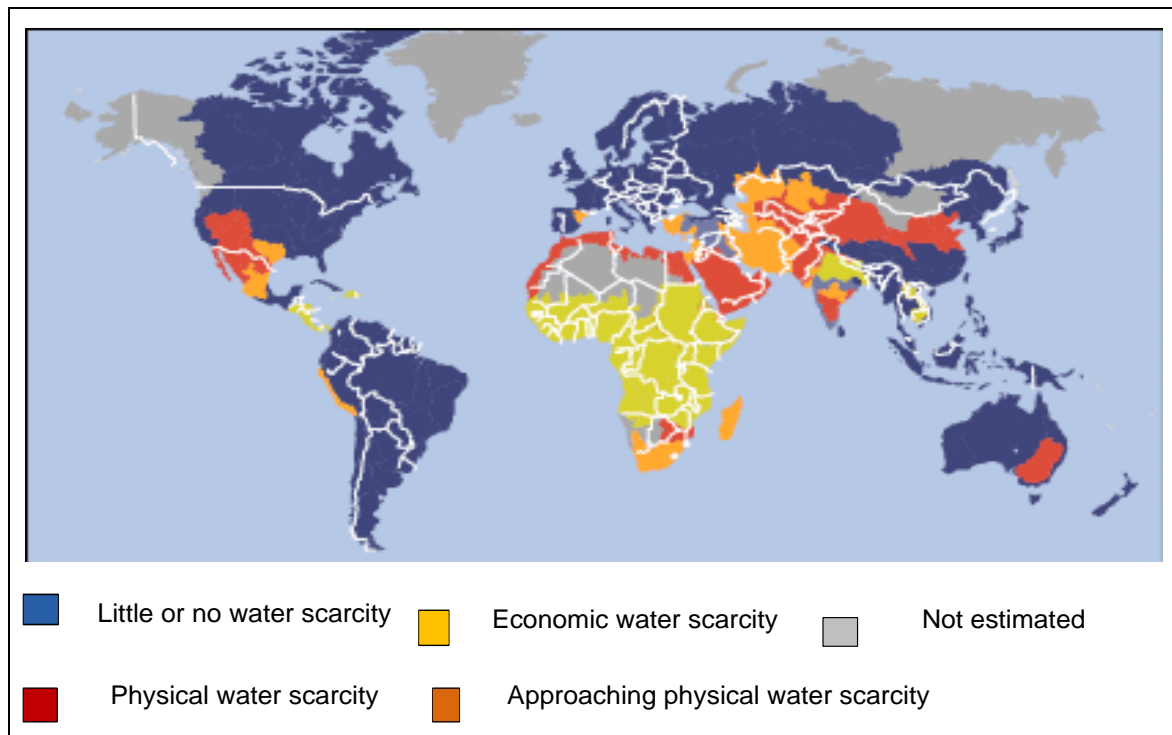 Little or no water scarcity
Economic water scarcity
Not estimated
Physical water scarcity
Approaching physical water scarcity